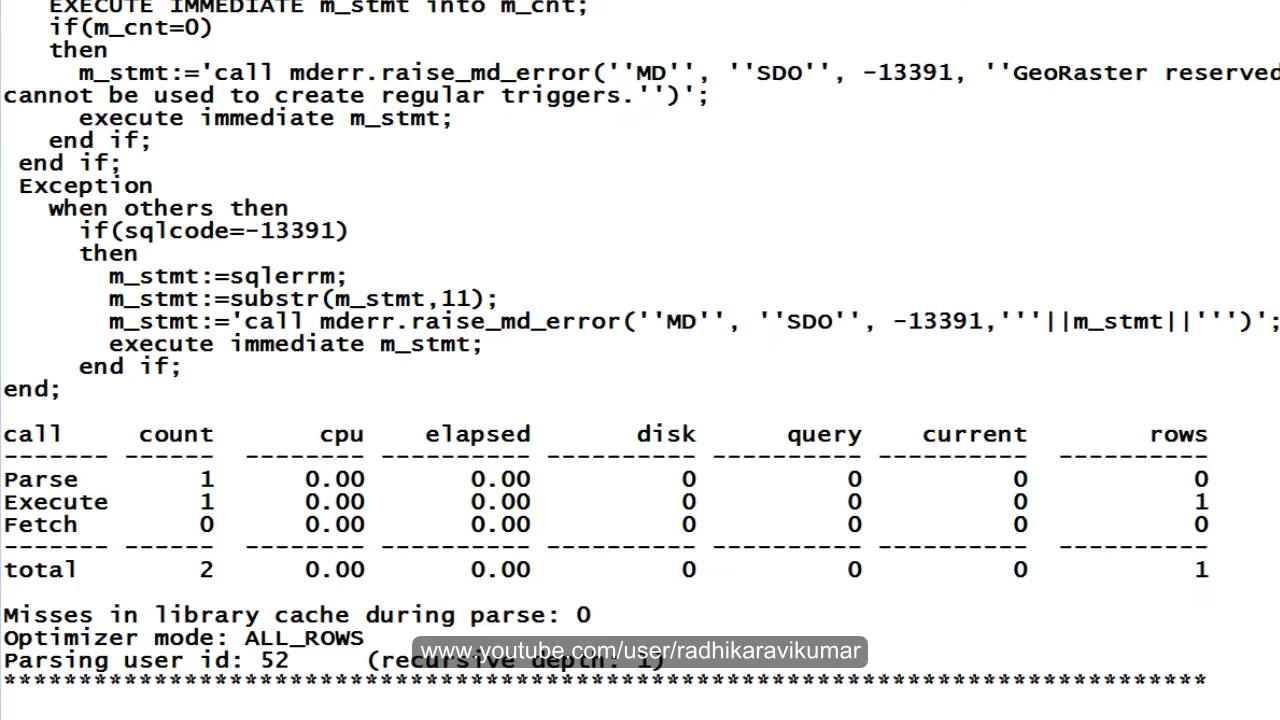 EXECUTE IMMEDIATE m_stmt into m_cnt;
if(m_cnt=0)
then
m_stmt:='call mderr.raise_md_error(''MD'', ''SDO'', -13391, ''GeoRaster reserved
cannot be used to create regular triggers.'')';
execute immediate m_stmt;
end if;
end if;
Exception
when others then
if(sqlcode=-13391)
then
m_stmt:=sqlerrm;
m_stmt:=substr(m_stmt,11);
m_stmt:='call mderr.raise_md_error(''MD'', ''SDO'', -13391,'''||m_stmt||''')';
execute immediate m_stmt;
end if;
end;
call count cpu elapsed disk query current rows
------- ------ -------- ---------- ---------- ---------- ---------- ----------
Parse 1 0.00 0.00 0 0 0 0
Execute 1 0.00 0.00 0 0 0 1
Fetch 0 0.00 0.00 0 0 0 0
------- ------ -------- ---------- ---------- ---------- ---------- ----------
total 2 0.00 0.00 0 0 0 1
Misses in library cache during parse: 0
Optimizer mode: ALL_ROWS
Parsing user id: 52 (recursive depth: 1)
www.youtube.com/user/radhikaravikumar
********************************************************************************